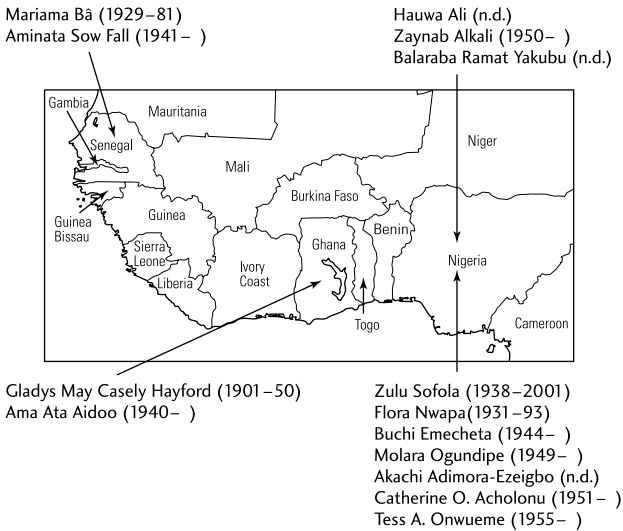 Mariama Bâ (1929–81)
Aminata Sow Fall (1941–  )
Hauwa Ali (n.d.)
Zaynab Alkali (1950–  )
Balaraba Ramat Yakubu (n.d.)
Gambia
Mauritania
Senegal
Niger
Mali
Burkina Faso
Guinea
Bissau
Guinea
Benin
Ghana
Sierra
Leone
Ivory
Coast
Nigeria
Liberia
Togo
Cameroon
Gladys May Casely Hayford (1901–50)
Ama Ata Aidoo (1940–  )
Zulu Sofola (1938–2001)
Flora Nwapa(1931–93)
Buchi Emecheta (1944–  )
Molara Ogundipe (1949–  )
Akachi Adimora-Ezeigbo (n.d.)
Catherine O. Acholonu (1951–  )
Tess A. Onwueme (1955–  )